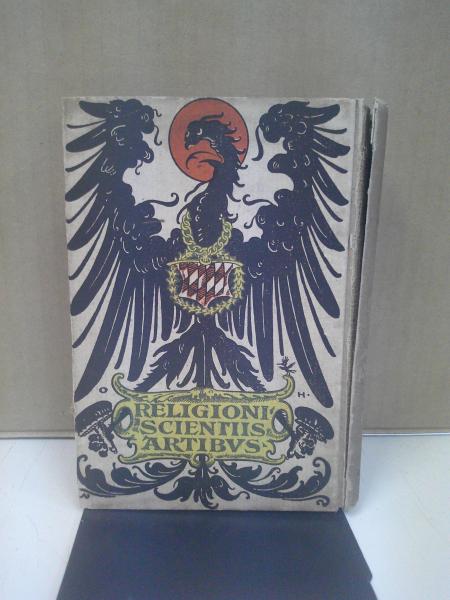 O H.
RELIGIONI
SCIENTIIS
ARTIBVS